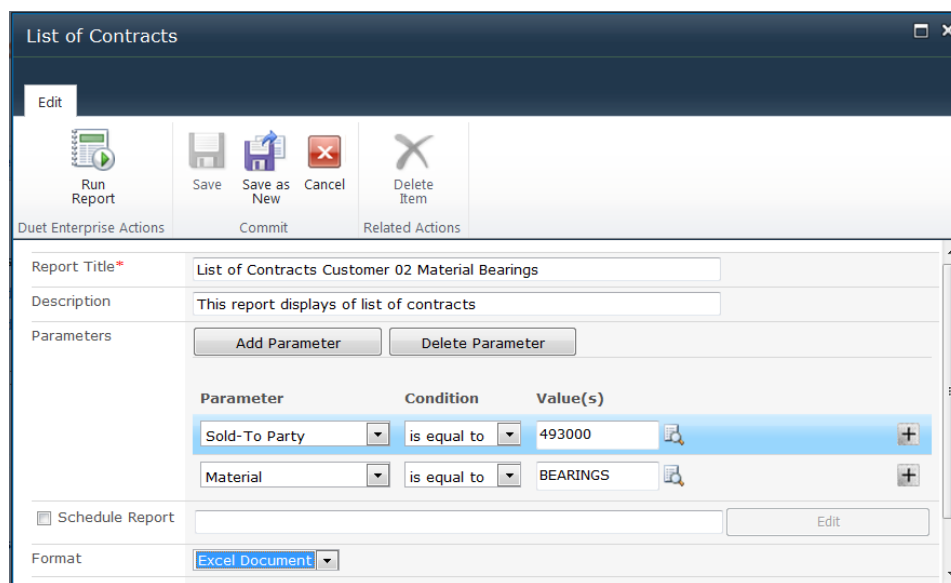 List of Contracts
Edit
Run Report
Save
Save as New
Cancel
Delete Item
Duet Enterprise Actions
Commit
Related Actions
Report Title*
List of Contracts Customer 02 Material Bearings
Description
This report displays of list of contracts
Parameters
Add Parameter
Delete Parameter
Parameter Condition Value(s)
Sold-To Party is equal to 493000
Material is equal to BEARINGS
Schedule Report
Edit
Format
Excel Document